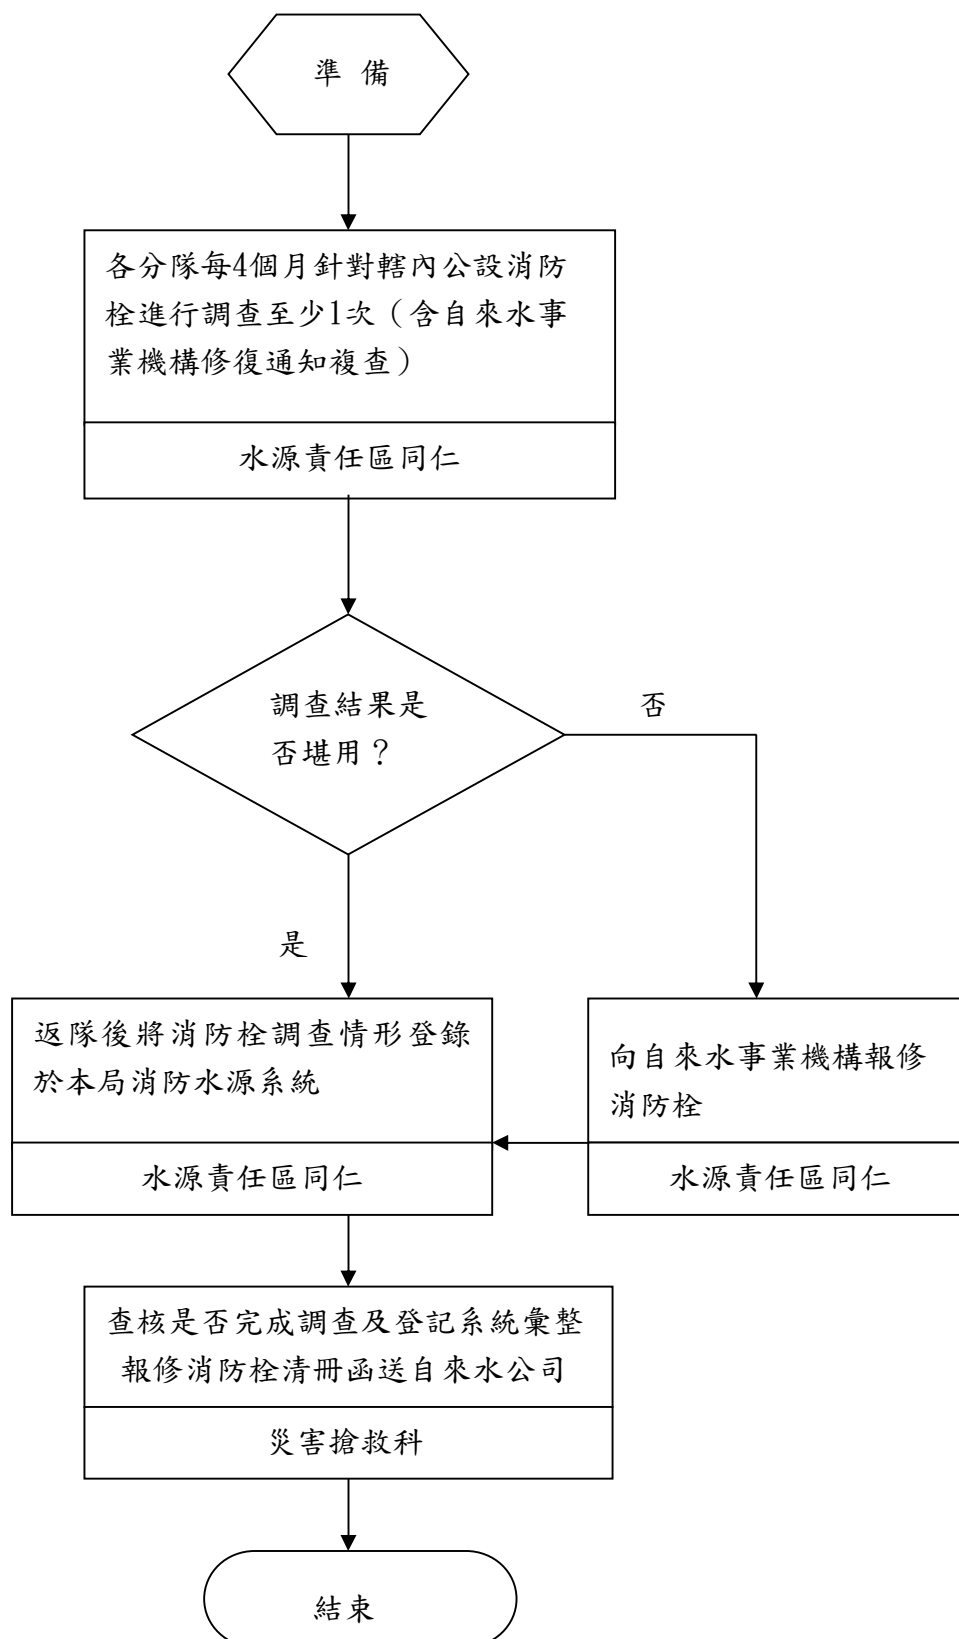 準 備
各分隊每4個月針對轄內公設消防
栓進行調查至少1次（含自來水事
業機構修復通知複查）
水源責任區同仁
調查結果是
否堪用？
否
是
返隊後將消防栓調查情形登錄
於本局消防水源系統
水源責任區同仁
向自來水事業機構報修
消防栓
水源責任區同仁
查核是否完成調查及登記系統彙整
報修消防栓清冊函送自來水公司
災害搶救科
結束